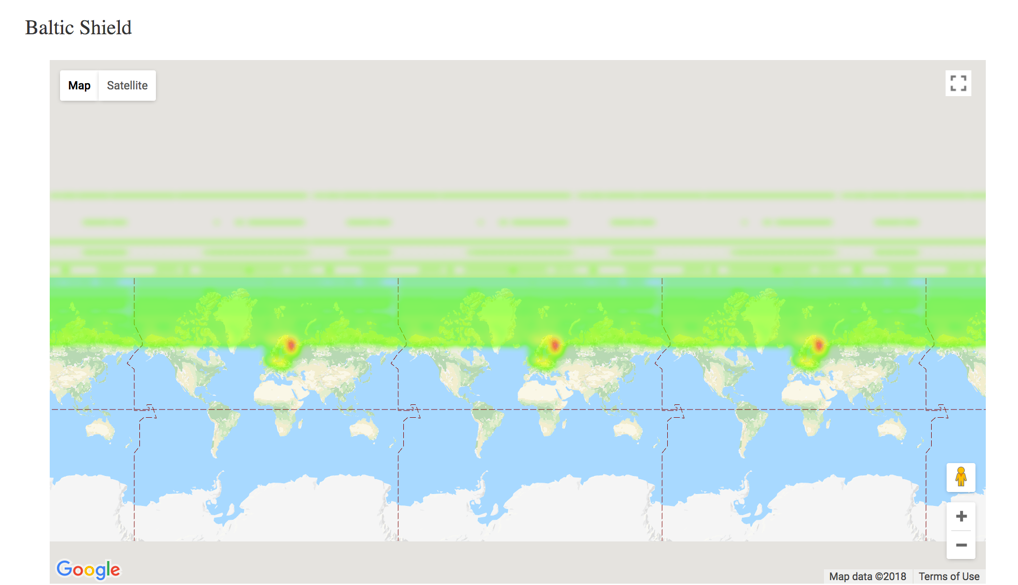 Baltic Shield
Map Satellite
+
−
Google
Map data ©2018 Terms of Use